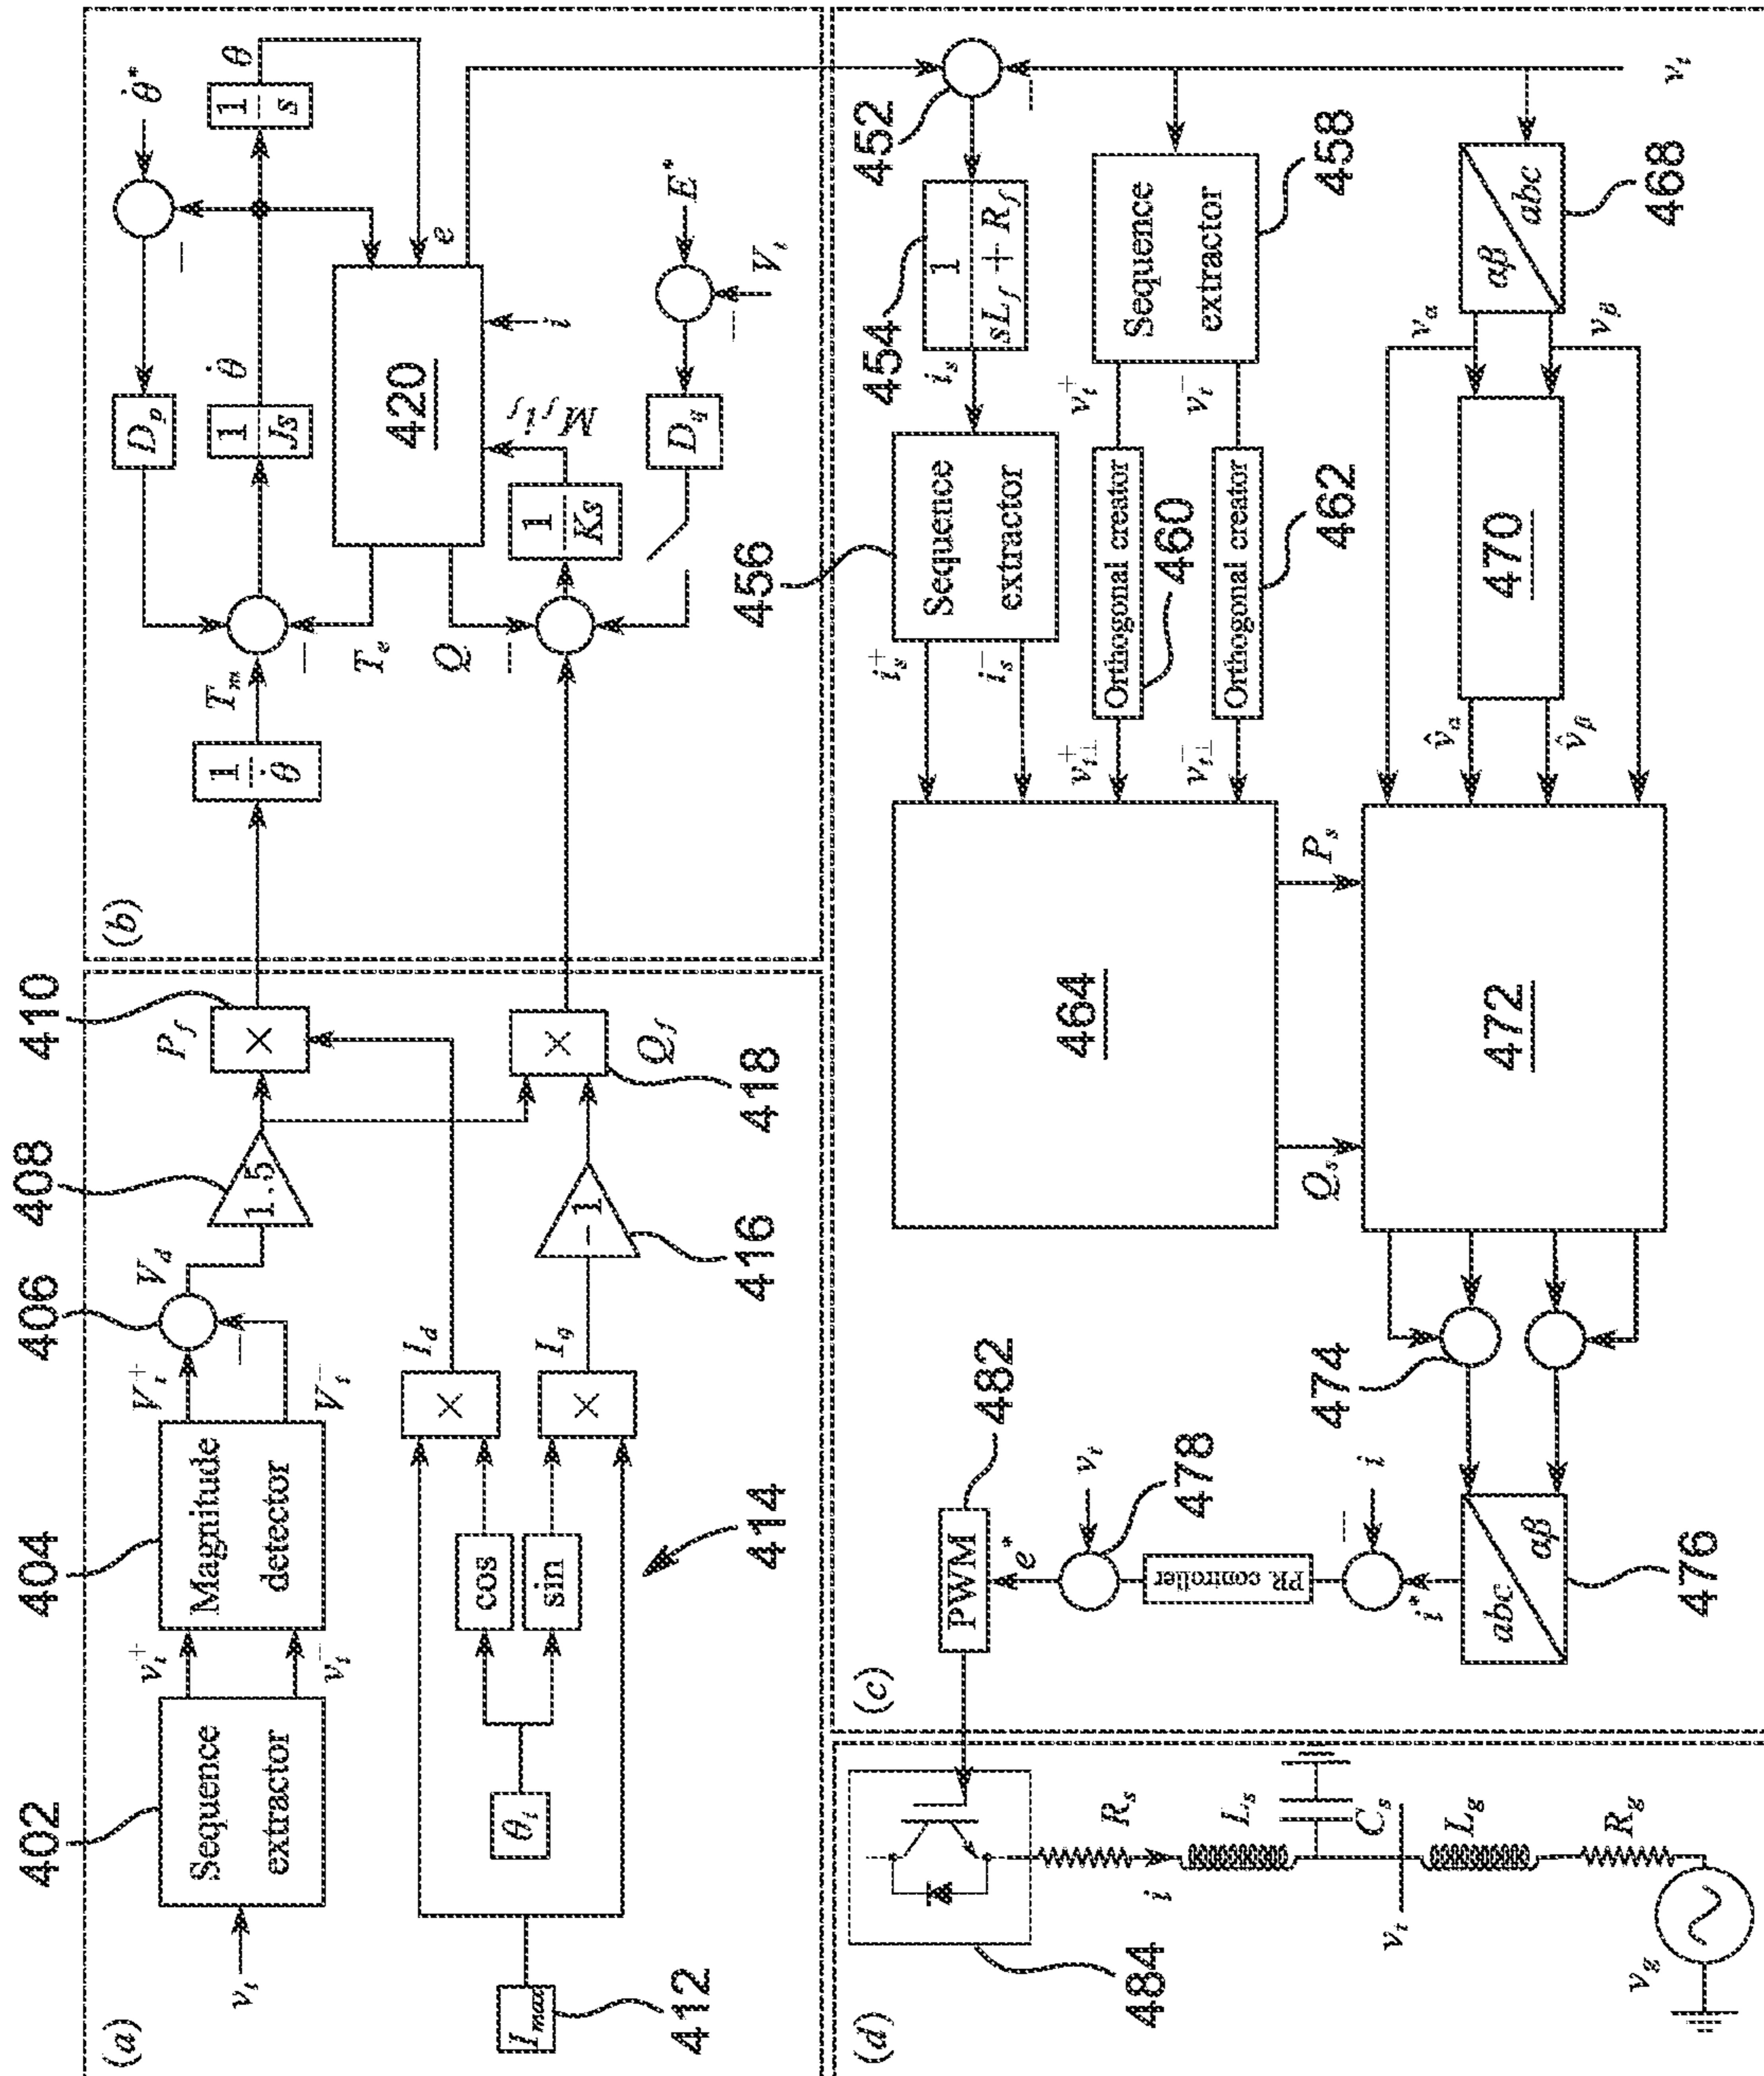 (a)
v_t
402
Sequence extractor
v_t^+
v_t^-
404
Magnitude detector
V_t^+
V_t^-
406
−
V_d
408
1.5
410
P_f
×
412
I_max
θ_i
cos
sin
414
×
×
I_d
I_q
416
−1
418
×
Q_f
(b)
1/θ̇
T_m
−
T_e
Q
−
D_p
1/Js
θ̇
−
θ̇*
1/s
θ
420
e
i
M_f i_f
1/Ks
D_q
E*
−
V_t
(c)
452
−
v_t
454
1/(sL_f + R_f)
i_s
456
Sequence extractor
i_s^+
i_s^-
458
Sequence extractor
v_t^+
v_t^-
Orthogonal creator
460
Orthogonal creator
462
v_t⊥^+
v_t⊥^-
464
P_s
Q_s
468
abc
αβ
v_α
v_β
470
v̂_α
v̂_β
472
474
476
αβ
abc
i*
−
i
PR controller
478
v_t
e*
482
PWM
(d)
484
R_s
i
L_s
C_s
v_t
L_g
R_g
v_g